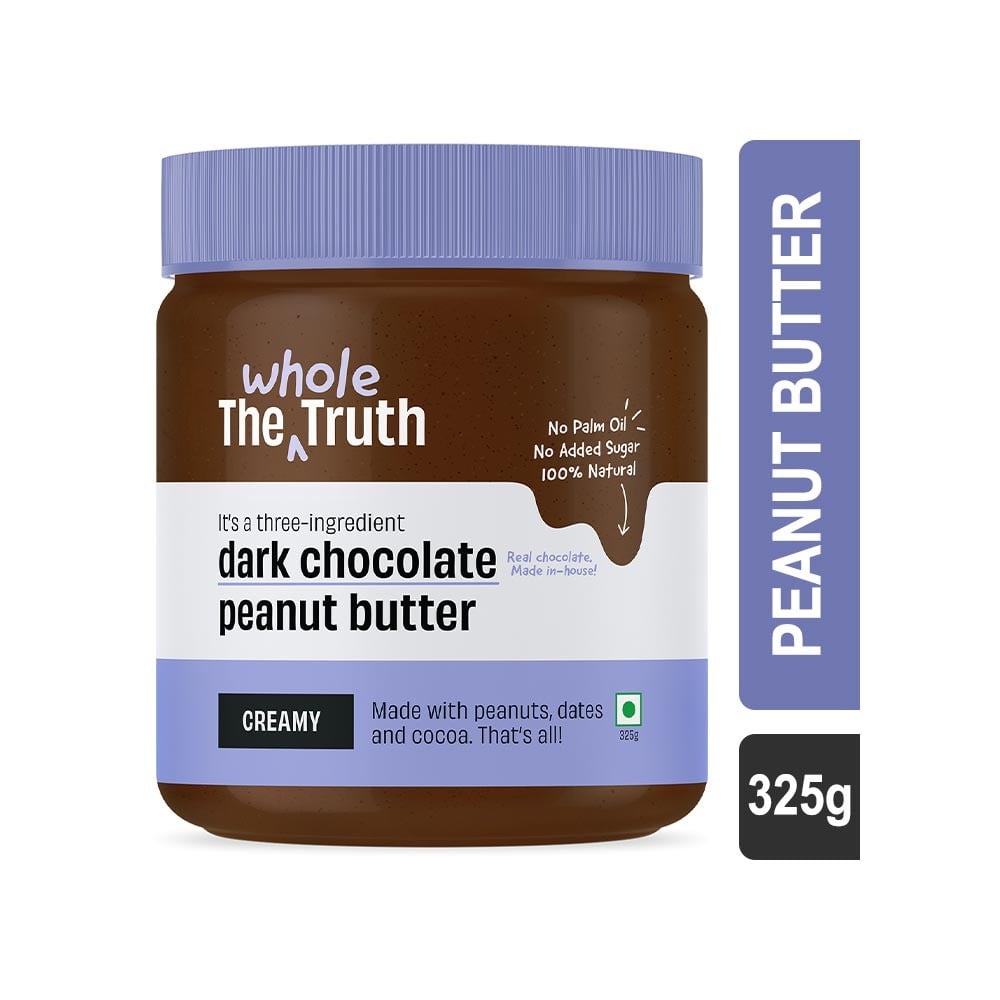 whole
The ^ Truth
No Palm Oil
No Added Sugar
100% Natural
It's a three-ingredient
dark chocolate
peanut butter
Real chocolate.
Made in-house!
CREAMY
Made with peanuts, dates
and cocoa. That's all!
325g
PEANUT BUTTER
325g